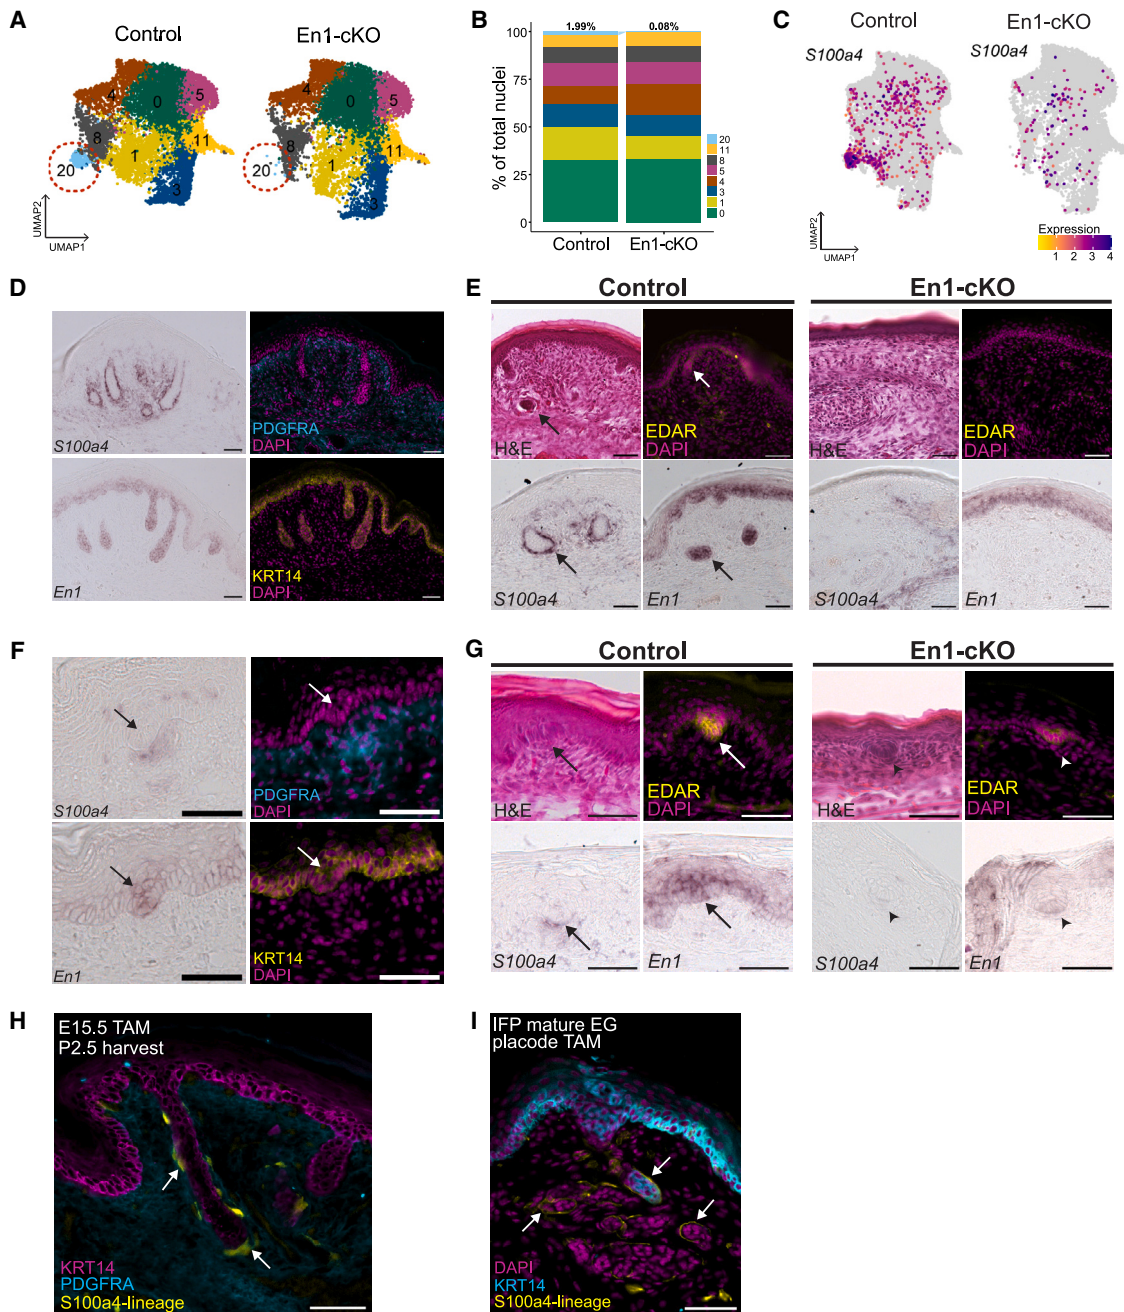 A
Control
En1-cKO
4
0
5
8
1
11
20
3
4
0
5
8
1
11
20
3
UMAP2
UMAP1
B
1.99%
0.08%
% of total nuclei
100
75
50
25
0
Control
En1-cKO
20
11
8
5
4
3
1
0
C
Control
En1-cKO
S100a4
S100a4
UMAP2
UMAP1
Expression
1 2 3 4
D
S100a4
PDGFRA
DAPI
En1
KRT14
DAPI
E
Control
En1-cKO
H&E
EDAR
DAPI
H&E
EDAR
DAPI
S100a4
En1
S100a4
En1
F
S100a4
PDGFRA
DAPI
En1
KRT14
DAPI
G
Control
En1-cKO
H&E
EDAR
DAPI
H&E
EDAR
DAPI
S100a4
En1
S100a4
En1
H
E15.5 TAM
P2.5 harvest
KRT14
PDGFRA
S100a4-lineage
I
IFP mature EG
placode TAM
DAPI
KRT14
S100a4-lineage